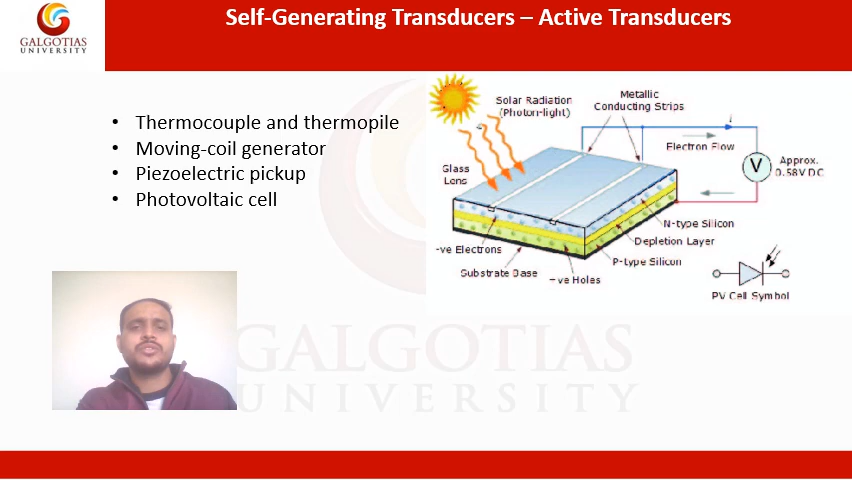 GALGOTIAS
UNIVERSITY
Self-Generating Transducers – Active Transducers
• Thermocouple and thermopile
• Moving-coil generator
• Piezoelectric pickup
• Photovoltaic cell
Solar Radiation
(Photon-light)
Metallic
Conducting Strips
i
Electron Flow
Glass
Lens
V
Approx.
0.58V DC
N-type Silicon
Depletion Layer
P-type Silicon
-ve Electrons
Substrate Base
-ve Holes
PV Cell Symbol
GALGOTIAS
UNIVERSITY